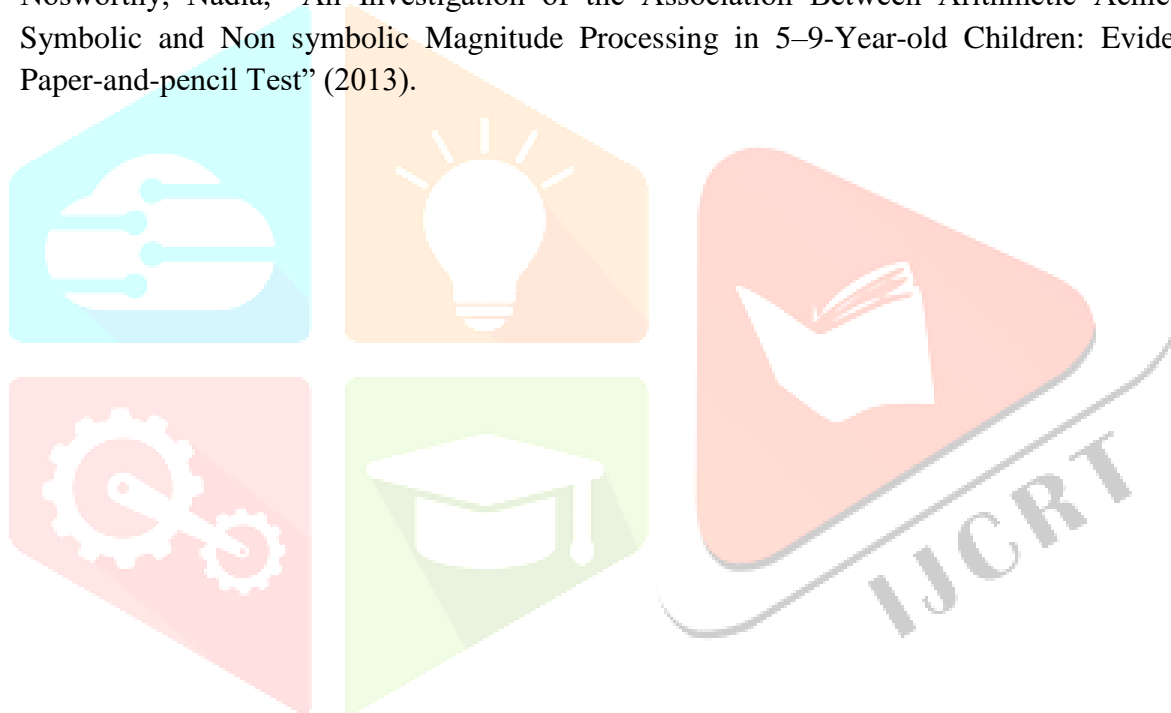 Nosworthy, Nadia, An Investigation of the Association Between Arithmetic
Symbolic and Non symbolic Magnitude Processing in 5–9-Year-old Children:
Paper-and-pencil Test” (2013).
IJCRT